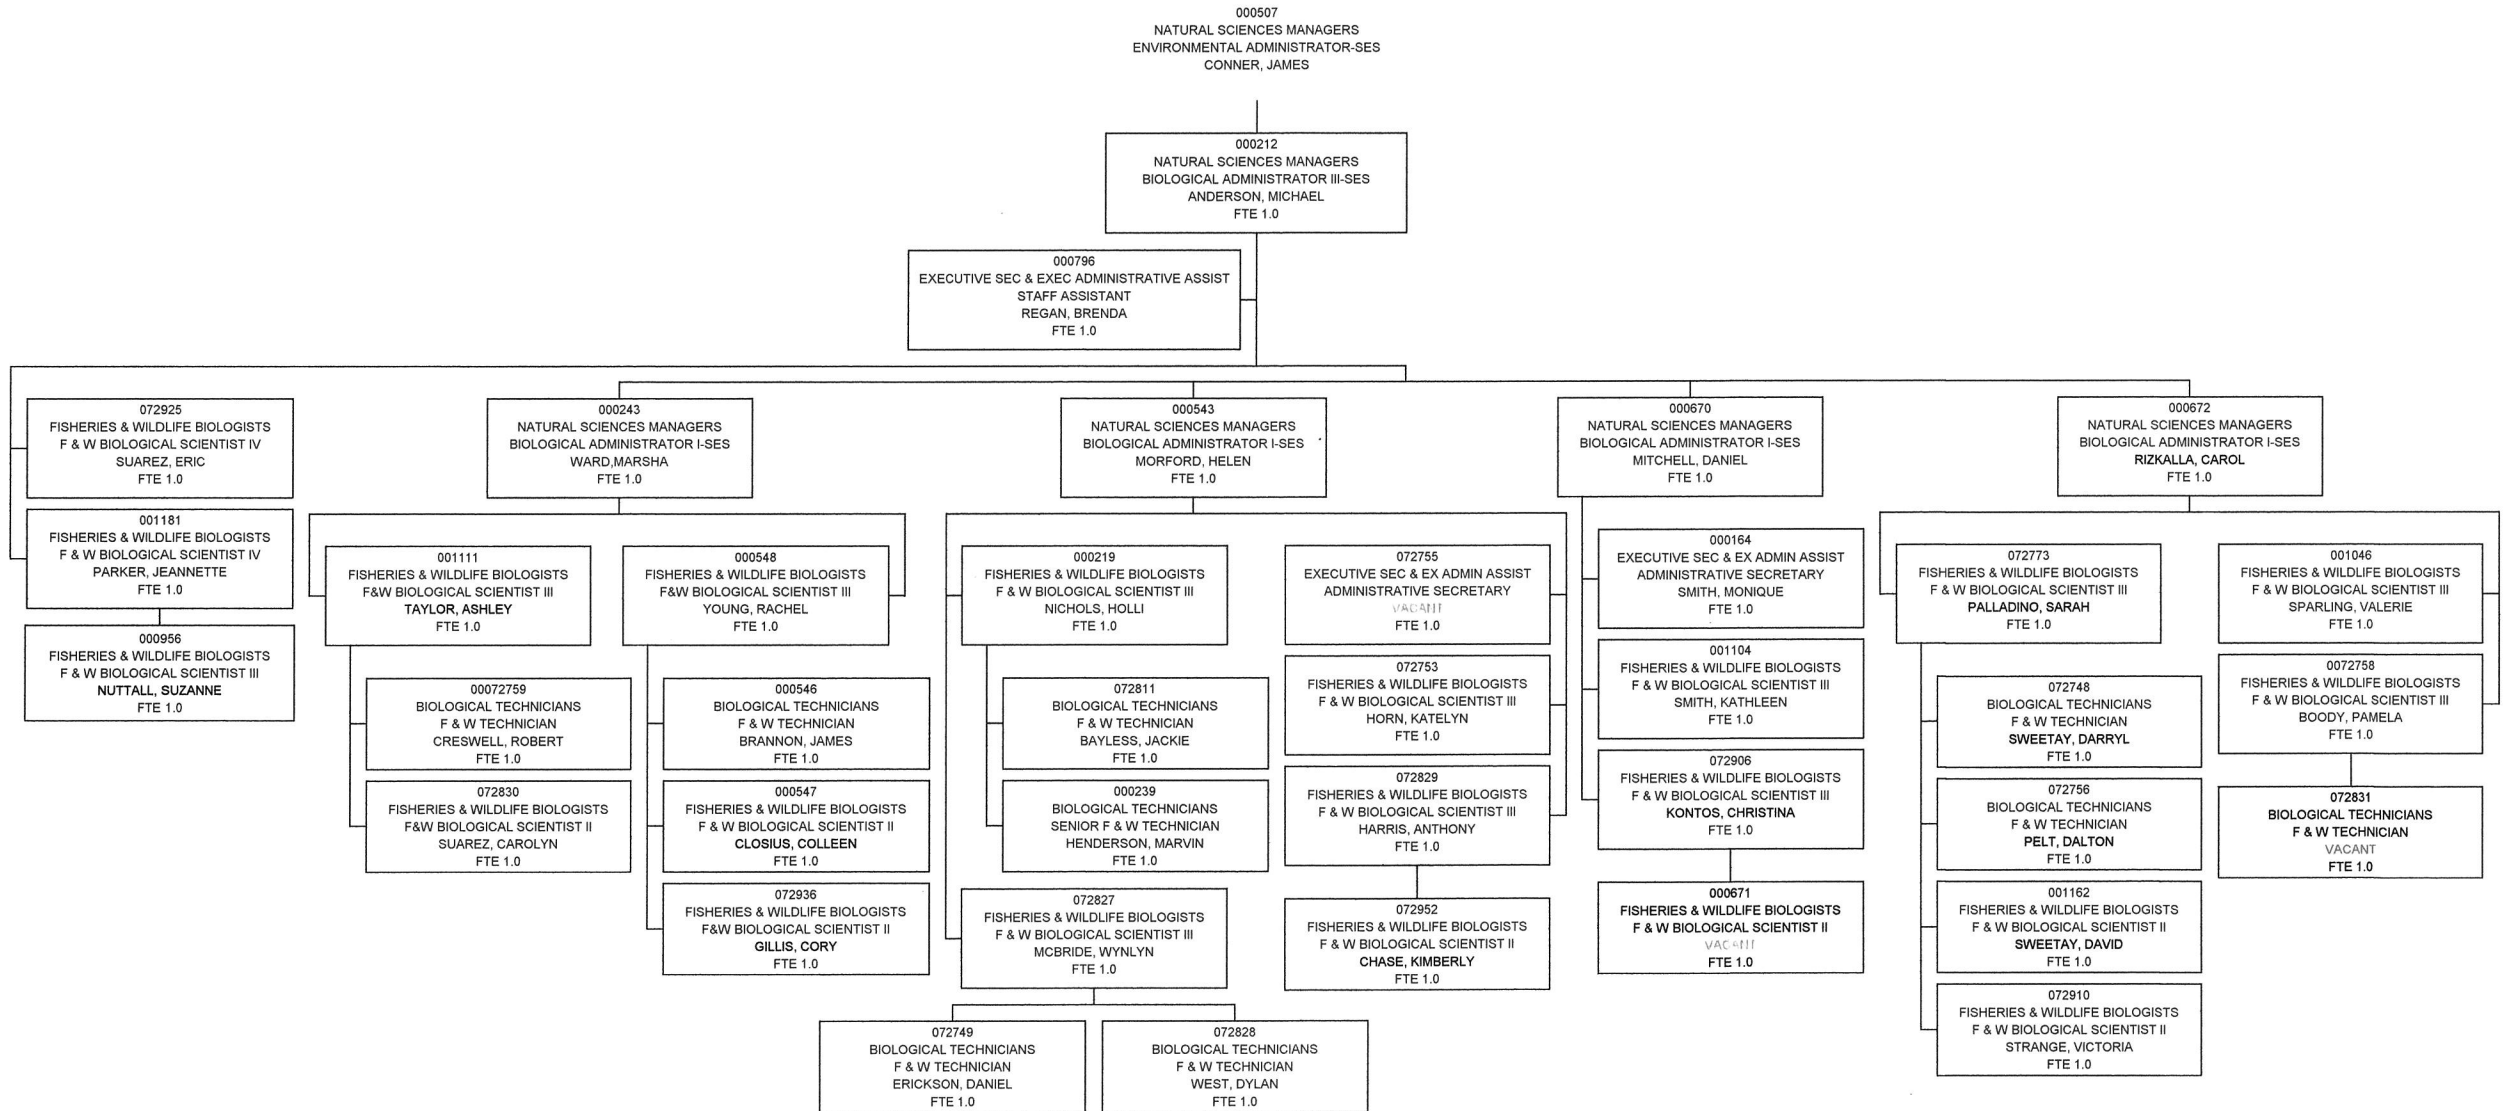 000507
NATURAL SCIENCES MANAGERS
ENVIRONMENTAL ADMINISTRATOR-SES
CONNER, JAMES
000212
NATURAL SCIENCES MANAGERS
BIOLOGICAL ADMINISTRATOR III-SES
ANDERSON, MICHAEL
FTE 1.0
000796
EXECUTIVE SEC & EXEC ADMINISTRATIVE ASSIST
STAFF ASSISTANT
REGAN, BRENDA
FTE 1.0
072925
FISHERIES & WILDLIFE BIOLOGISTS
F & W BIOLOGICAL SCIENTIST IV
SUAREZ, ERIC
FTE 1.0
001181
FISHERIES & WILDLIFE BIOLOGISTS
F & W BIOLOGICAL SCIENTIST IV
PARKER, JEANNETTE
FTE 1.0
000956
FISHERIES & WILDLIFE BIOLOGISTS
F & W BIOLOGICAL SCIENTIST III
NUTTALL, SUZANNE
FTE 1.0
000243
NATURAL SCIENCES MANAGERS
BIOLOGICAL ADMINISTRATOR I-SES
WARD,MARSHA
FTE 1.0
001111
FISHERIES & WILDLIFE BIOLOGISTS
F&W BIOLOGICAL SCIENTIST III
TAYLOR, ASHLEY
FTE 1.0
00072759
BIOLOGICAL TECHNICIANS
F & W TECHNICIAN
CRESWELL, ROBERT
FTE 1.0
072830
FISHERIES & WILDLIFE BIOLOGISTS
F&W BIOLOGICAL SCIENTIST II
SUAREZ, CAROLYN
FTE 1.0
000548
FISHERIES & WILDLIFE BIOLOGISTS
F&W BIOLOGICAL SCIENTIST III
YOUNG, RACHEL
FTE 1.0
000546
BIOLOGICAL TECHNICIANS
F & W TECHNICIAN
BRANNON, JAMES
FTE 1.0
000547
FISHERIES & WILDLIFE BIOLOGISTS
F & W BIOLOGICAL SCIENTIST II
CLOSIUS, COLLEEN
FTE 1.0
072936
FISHERIES & WILDLIFE BIOLOGISTS
F&W BIOLOGICAL SCIENTIST II
GILLIS, CORY
FTE 1.0
000543
NATURAL SCIENCES MANAGERS
BIOLOGICAL ADMINISTRATOR I-SES
MORFORD, HELEN
FTE 1.0
000219
FISHERIES & WILDLIFE BIOLOGISTS
F & W BIOLOGICAL SCIENTIST III
NICHOLS, HOLLI
FTE 1.0
072811
BIOLOGICAL TECHNICIANS
F & W TECHNICIAN
BAYLESS, JACKIE
FTE 1.0
000239
BIOLOGICAL TECHNICIANS
SENIOR F & W TECHNICIAN
HENDERSON, MARVIN
FTE 1.0
072827
FISHERIES & WILDLIFE BIOLOGISTS
F & W BIOLOGICAL SCIENTIST III
MCBRIDE, WYNLYN
FTE 1.0
072749
BIOLOGICAL TECHNICIANS
F & W TECHNICIAN
ERICKSON, DANIEL
FTE 1.0
072828
BIOLOGICAL TECHNICIANS
F & W TECHNICIAN
WEST, DYLAN
FTE 1.0
072755
EXECUTIVE SEC & EX ADMIN ASSIST
ADMINISTRATIVE SECRETARY
VACANT
FTE 1.0
072753
FISHERIES & WILDLIFE BIOLOGISTS
F & W BIOLOGICAL SCIENTIST III
HORN, KATELYN
FTE 1.0
072829
FISHERIES & WILDLIFE BIOLOGISTS
F & W BIOLOGICAL SCIENTIST III
HARRIS, ANTHONY
FTE 1.0
072952
FISHERIES & WILDLIFE BIOLOGISTS
F & W BIOLOGICAL SCIENTIST II
CHASE, KIMBERLY
FTE 1.0
000670
NATURAL SCIENCES MANAGERS
BIOLOGICAL ADMINISTRATOR I-SES
MITCHELL, DANIEL
FTE 1.0
000164
EXECUTIVE SEC & EX ADMIN ASSIST
ADMINISTRATIVE SECRETARY
SMITH, MONIQUE
FTE 1.0
001104
FISHERIES & WILDLIFE BIOLOGISTS
F & W BIOLOGICAL SCIENTIST III
SMITH, KATHLEEN
FTE 1.0
072906
FISHERIES & WILDLIFE BIOLOGISTS
F & W BIOLOGICAL SCIENTIST III
KONTOS, CHRISTINA
FTE 1.0
000671
FISHERIES & WILDLIFE BIOLOGISTS
F & W BIOLOGICAL SCIENTIST II
VACANT
FTE 1.0
000672
NATURAL SCIENCES MANAGERS
BIOLOGICAL ADMINISTRATOR I-SES
RIZKALLA, CAROL
FTE 1.0
072773
FISHERIES & WILDLIFE BIOLOGISTS
F & W BIOLOGICAL SCIENTIST III
PALLADINO, SARAH
FTE 1.0
072748
BIOLOGICAL TECHNICIANS
F & W TECHNICIAN
SWEETAY, DARRYL
FTE 1.0
072756
BIOLOGICAL TECHNICIANS
F & W TECHNICIAN
PELT, DALTON
FTE 1.0
001162
FISHERIES & WILDLIFE BIOLOGISTS
F & W BIOLOGICAL SCIENTIST II
SWEETAY, DAVID
FTE 1.0
072910
FISHERIES & WILDLIFE BIOLOGISTS
F & W BIOLOGICAL SCIENTIST II
STRANGE, VICTORIA
FTE 1.0
001046
FISHERIES & WILDLIFE BIOLOGISTS
F & W BIOLOGICAL SCIENTIST III
SPARLING, VALERIE
FTE 1.0
0072758
FISHERIES & WILDLIFE BIOLOGISTS
F & W BIOLOGICAL SCIENTIST III
BOODY, PAMELA
FTE 1.0
072831
BIOLOGICAL TECHNICIANS
F & W TECHNICIAN
VACANT
FTE 1.0